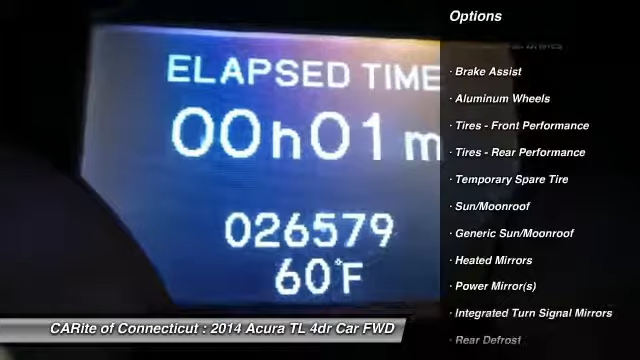 ELAPSED TIME
00h01m
026579
60°F
Options
· Brake Assist
· Aluminum Wheels
· Tires - Front Performance
· Tires - Rear Performance
· Temporary Spare Tire
· Sun/Moonroof
· Generic Sun/Moonroof
· Heated Mirrors
· Power Mirror(s)
· Integrated Turn Signal Mirrors
· Rear Defrost
CARite of Connecticut : 2014 Acura TL 4dr Car FWD